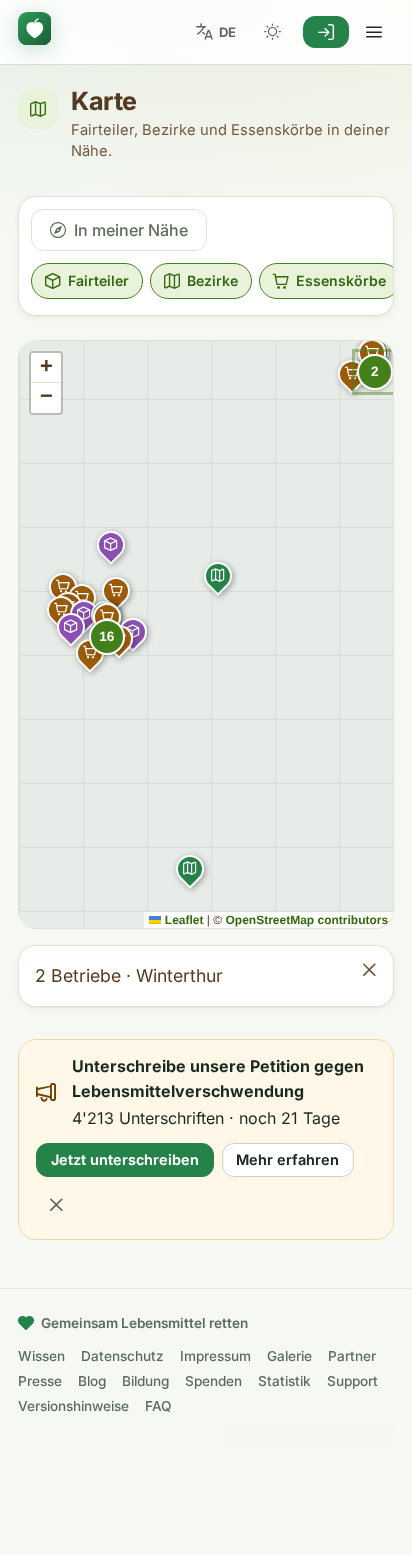 DE
Karte
Fairteiler, Bezirke und Essenskörbe in deiner
Nähe.
In meiner Nähe
Fairteiler
Bezirke
Essenskörbe
+
−
2
16
Leaflet | © OpenStreetMap contributors
2 Betriebe · Winterthur
Unterschreibe unsere Petition gegen
Lebensmittelverschwendung
4'213 Unterschriften · noch 21 Tage
Jetzt unterschreiben
Mehr erfahren
Gemeinsam Lebensmittel retten
Wissen Datenschutz Impressum Galerie Partner
Presse Blog Bildung Spenden Statistik Support
Versionshinweise FAQ